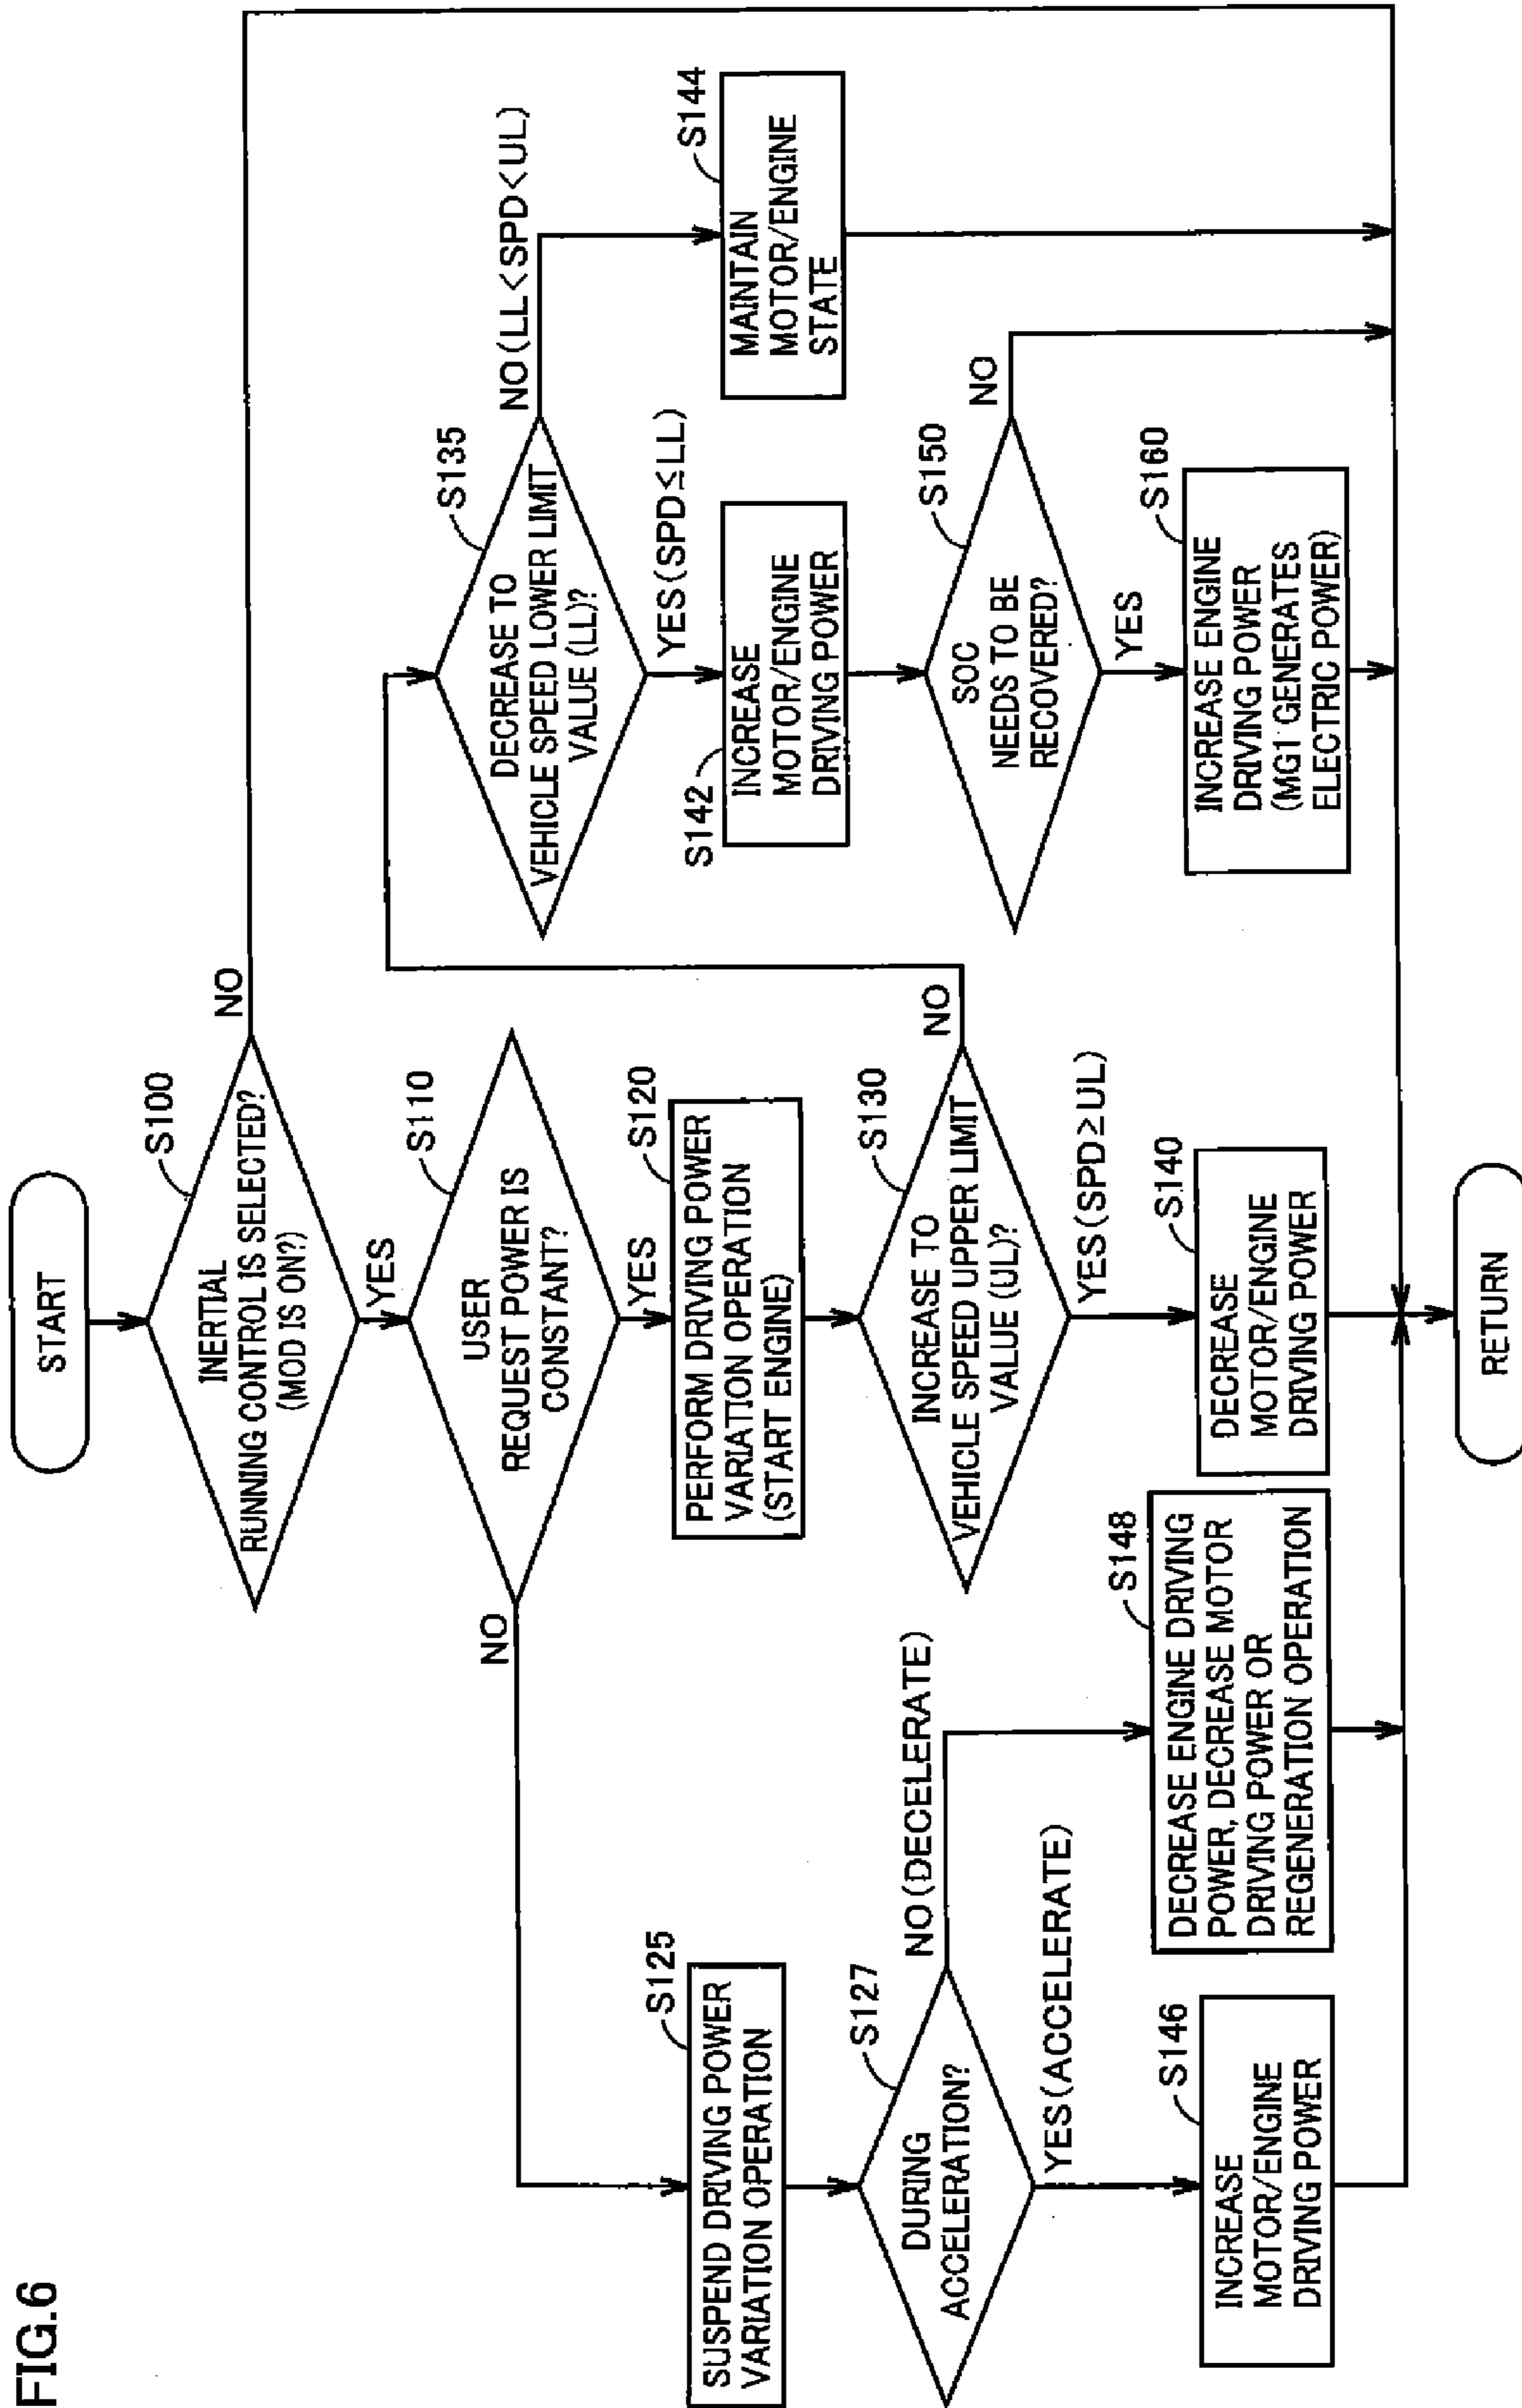 FIG.6
START
S100
INERTIAL
RUNNING CONTROL IS SELECTED?
(MOD IS ON?)
NO
YES
S110
USER
REQUEST POWER IS
CONSTANT?
NO
YES
S120
PERFORM DRIVING POWER
VARIATION OPERATION
(START ENGINE)
S125
SUSPEND DRIVING POWER
VARIATION OPERATION
S127
DURING
ACCELERATION?
NO(DECELERATE)
YES(ACCELERATE)
S146
INCREASE
MOTOR/ENGINE
DRIVING POWER
S148
DECREASE ENGINE DRIVING
POWER, DECREASE MOTOR
DRIVING POWER OR
REGENERATION OPERATION
S130
INCREASE TO
VEHICLE SPEED UPPER LIMIT
VALUE (UL)?
NO
YES(SPD≥UL)
S140
DECREASE
MOTOR/ENGINE
DRIVING POWER
S135
DECREASE TO
VEHICLE SPEED LOWER LIMIT
VALUE (LL)?
NO(LL<SPD<UL)
YES(SPD≤LL)
S142
INCREASE
MOTOR/ENGINE
DRIVING POWER
S144
MAINTAIN
MOTOR/ENGINE
STATE
S150
SOC
NEEDS TO BE
RECOVERED?
NO
YES
S160
INCREASE ENGINE
DRIVING POWER
(MG1 GENERATES
ELECTRIC POWER)
RETURN